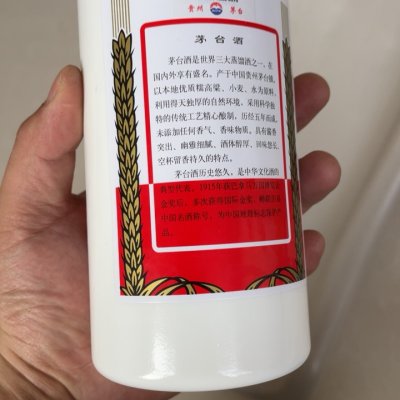 贵州 茅台
茅台酒
茅台酒是世界三大蒸馏酒之一，在
国内外享有盛名。产于中国贵州茅台镇，
以本地优质糯高粱、小麦、水为原料，
利用得天独厚的自然环境，采用科学独
特的传统工艺精心酿制，历经五年而成，
未添加任何香气、香味物质。具有酱香
突出、幽雅细腻、酒体醇厚、回味悠长、
空杯留香持久的特点。
茅台酒历史悠久，是中华文化酒的
典型代表。1915年获巴拿马万国博览会
金奖后，多次获得国际金奖，蝉联历届
中国名酒称号，为中国地理标志保护产
品。